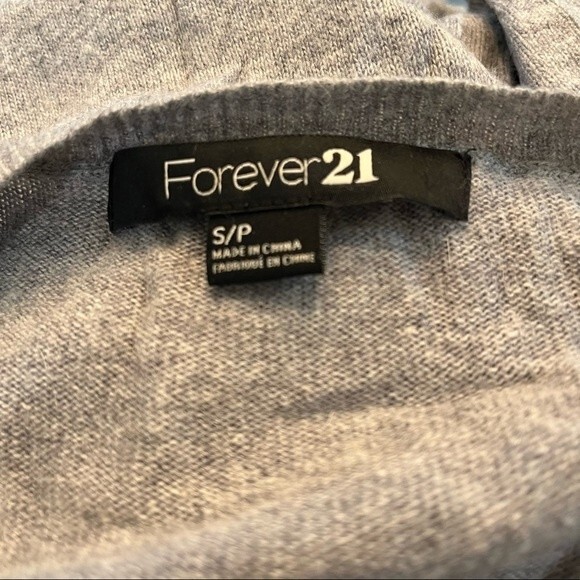 Forever21
S/P
MADE IN CHINA
FABRIQUÉ EN CHINE